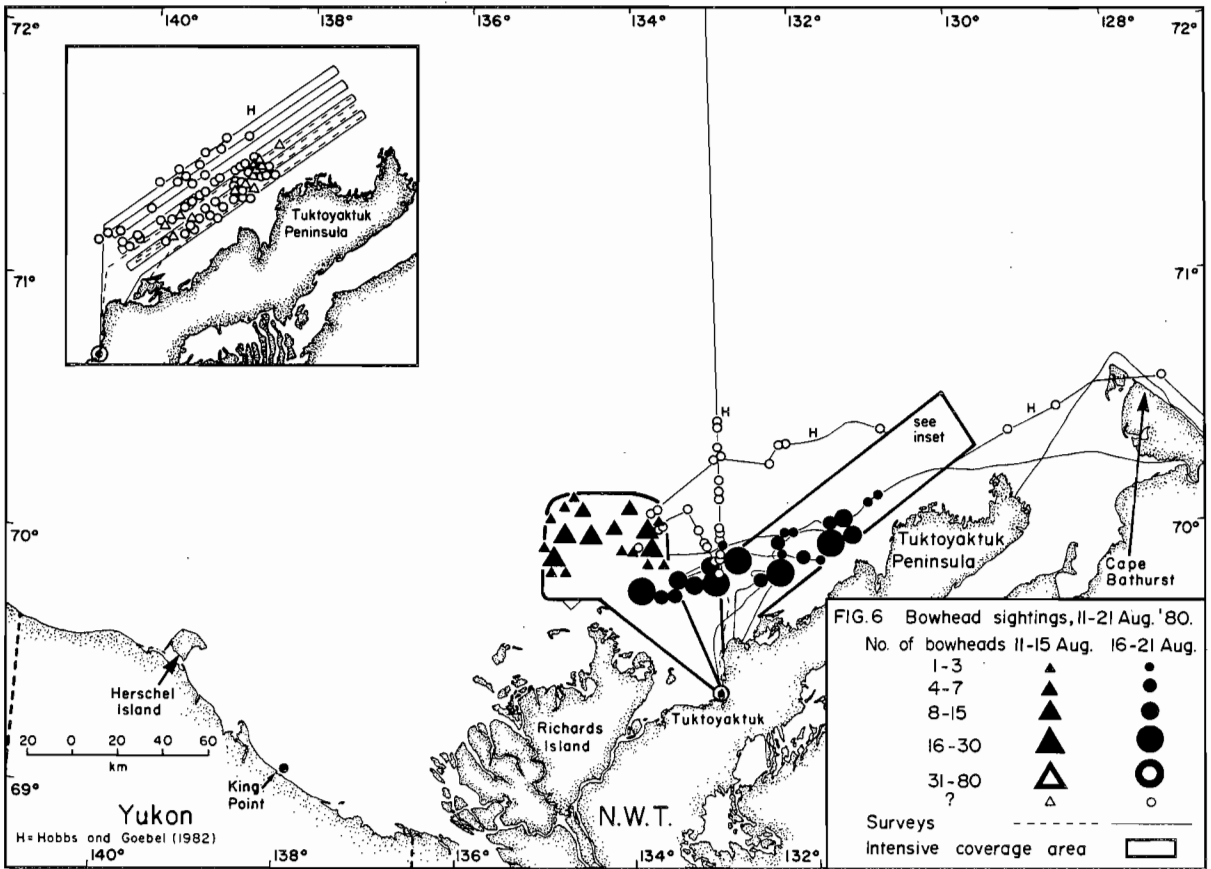 72° 140° 138° 136° 134° 132° 130° 128° 72°
H
Tuktoyaktuk
Peninsula
71° 71°
H
H
H
see
inset
70° 70°
Tuktoyaktuk
Peninsula
Cape
Bathurst
FIG.6 Bowhead sightings, 11-21 Aug. '80.
No. of bowheads 11-15 Aug. 16-21 Aug.
1-3
4-7
8-15
16-30
31-80
?
Surveys
Intensive coverage area
Herschel
Island
20 0 20 40 60
km
King
Point
69°
Yukon
H=Hobbs and Goebel (1982)
Richards
Island
Tuktoyaktuk
N.W.T.
140° 138° 136° 134° 132°